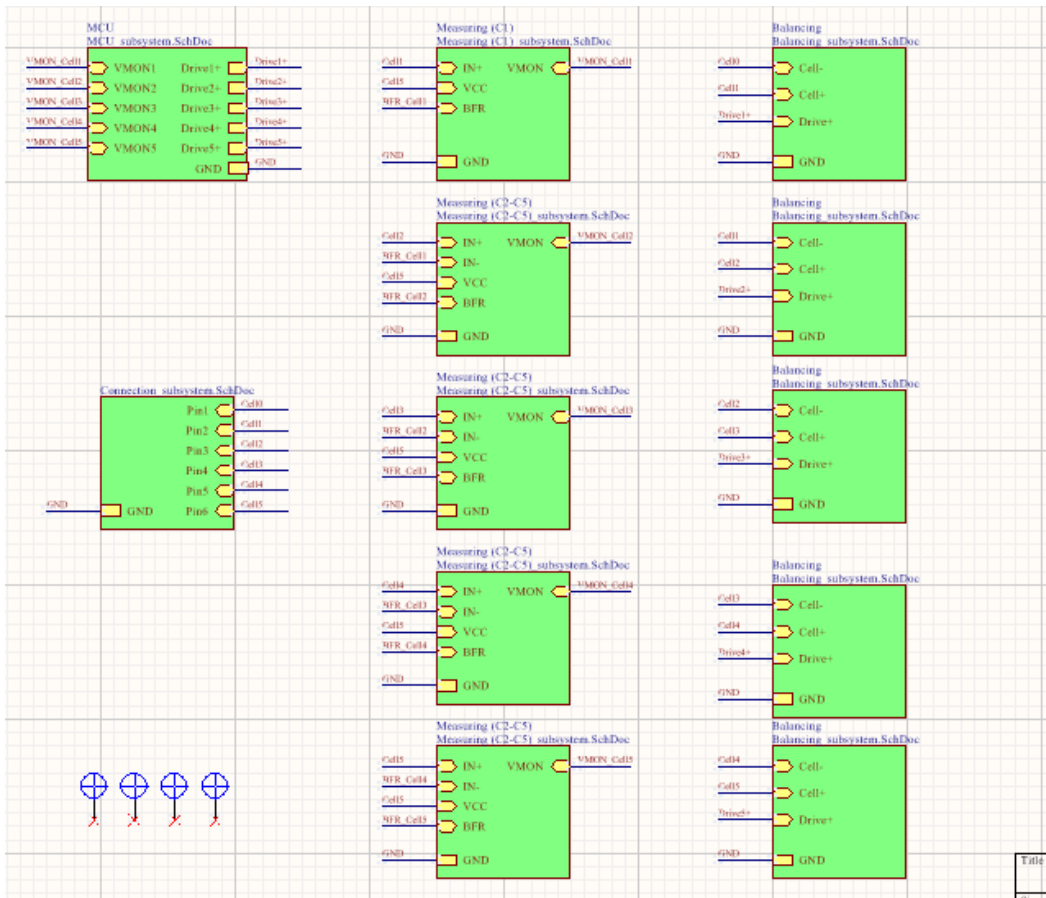 MCU
MCU_subsystem.SchDoc
VMON_Cell1
VMON1
Drive1+
Drive1+
VMON_Cell2
VMON2
Drive2+
Drive2+
VMON_Cell3
VMON3
Drive3+
Drive3+
VMON_Cell4
VMON4
Drive4+
Drive4+
VMON_Cell5
VMON5
Drive5+
Drive5+
GND
GND
Measuring (C1)
Measuring (C1)_subsystem.SchDoc
Cell1
IN+
VMON
VMON_Cell1
Cell5
VCC
BFR_Cell1
BFR
GND
GND
Balancing
Balancing_subsystem.SchDoc
Cell0
Cell-
Cell1
Cell+
Drive1+
Drive+
GND
GND
Measuring (C2-C5)
Measuring (C2-C5)_subsystem.SchDoc
Cell2
IN+
VMON
VMON_Cell2
BFR_Cell1
IN-
Cell5
VCC
BFR_Cell2
BFR
GND
GND
Balancing
Balancing_subsystem.SchDoc
Cell1
Cell-
Cell2
Cell+
Drive2+
Drive+
GND
GND
Connection_subsystem.SchDoc
Pin1
Cell0
Pin2
Cell1
Pin3
Cell2
Pin4
Cell3
Pin5
Cell4
GND
GND
Pin6
Cell5
Measuring (C2-C5)
Measuring (C2-C5)_subsystem.SchDoc
Cell3
IN+
VMON
VMON_Cell3
BFR_Cell2
IN-
Cell5
VCC
BFR_Cell3
BFR
GND
GND
Balancing
Balancing_subsystem.SchDoc
Cell2
Cell-
Cell3
Cell+
Drive3+
Drive+
GND
GND
Measuring (C2-C5)
Measuring (C2-C5)_subsystem.SchDoc
Cell4
IN+
VMON
VMON_Cell4
BFR_Cell3
IN-
Cell5
VCC
BFR_Cell4
BFR
GND
GND
Balancing
Balancing_subsystem.SchDoc
Cell3
Cell-
Cell4
Cell+
Drive4+
Drive+
GND
GND
Measuring (C2-C5)
Measuring (C2-C5)_subsystem.SchDoc
Cell5
IN+
VMON
VMON_Cell5
BFR_Cell4
IN-
Cell5
VCC
BFR_Cell5
BFR
GND
GND
Balancing
Balancing_subsystem.SchDoc
Cell4
Cell-
Cell5
Cell+
Drive5+
Drive+
GND
GND
Title